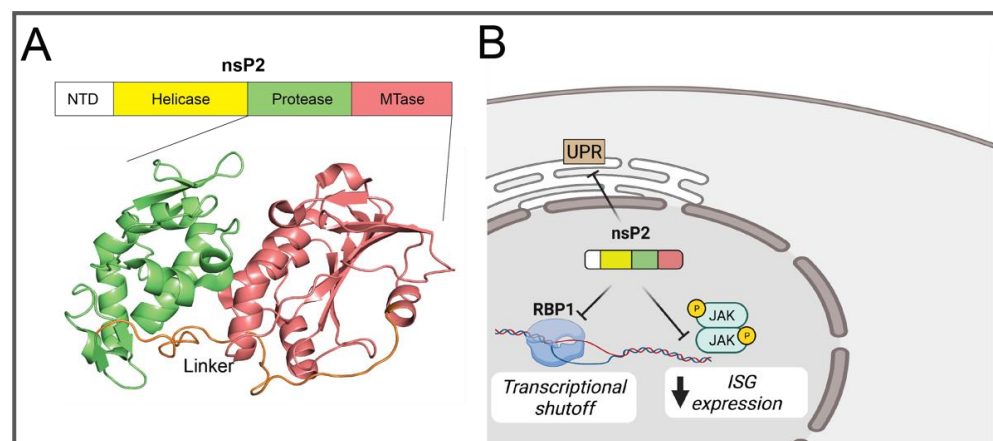 A
nsP2
NTD Helicase Protease MTase
Linker
B
UPR
nsP2
RBP1
P JAK
JAK P
Transcriptional
shutoff
ISG
expression